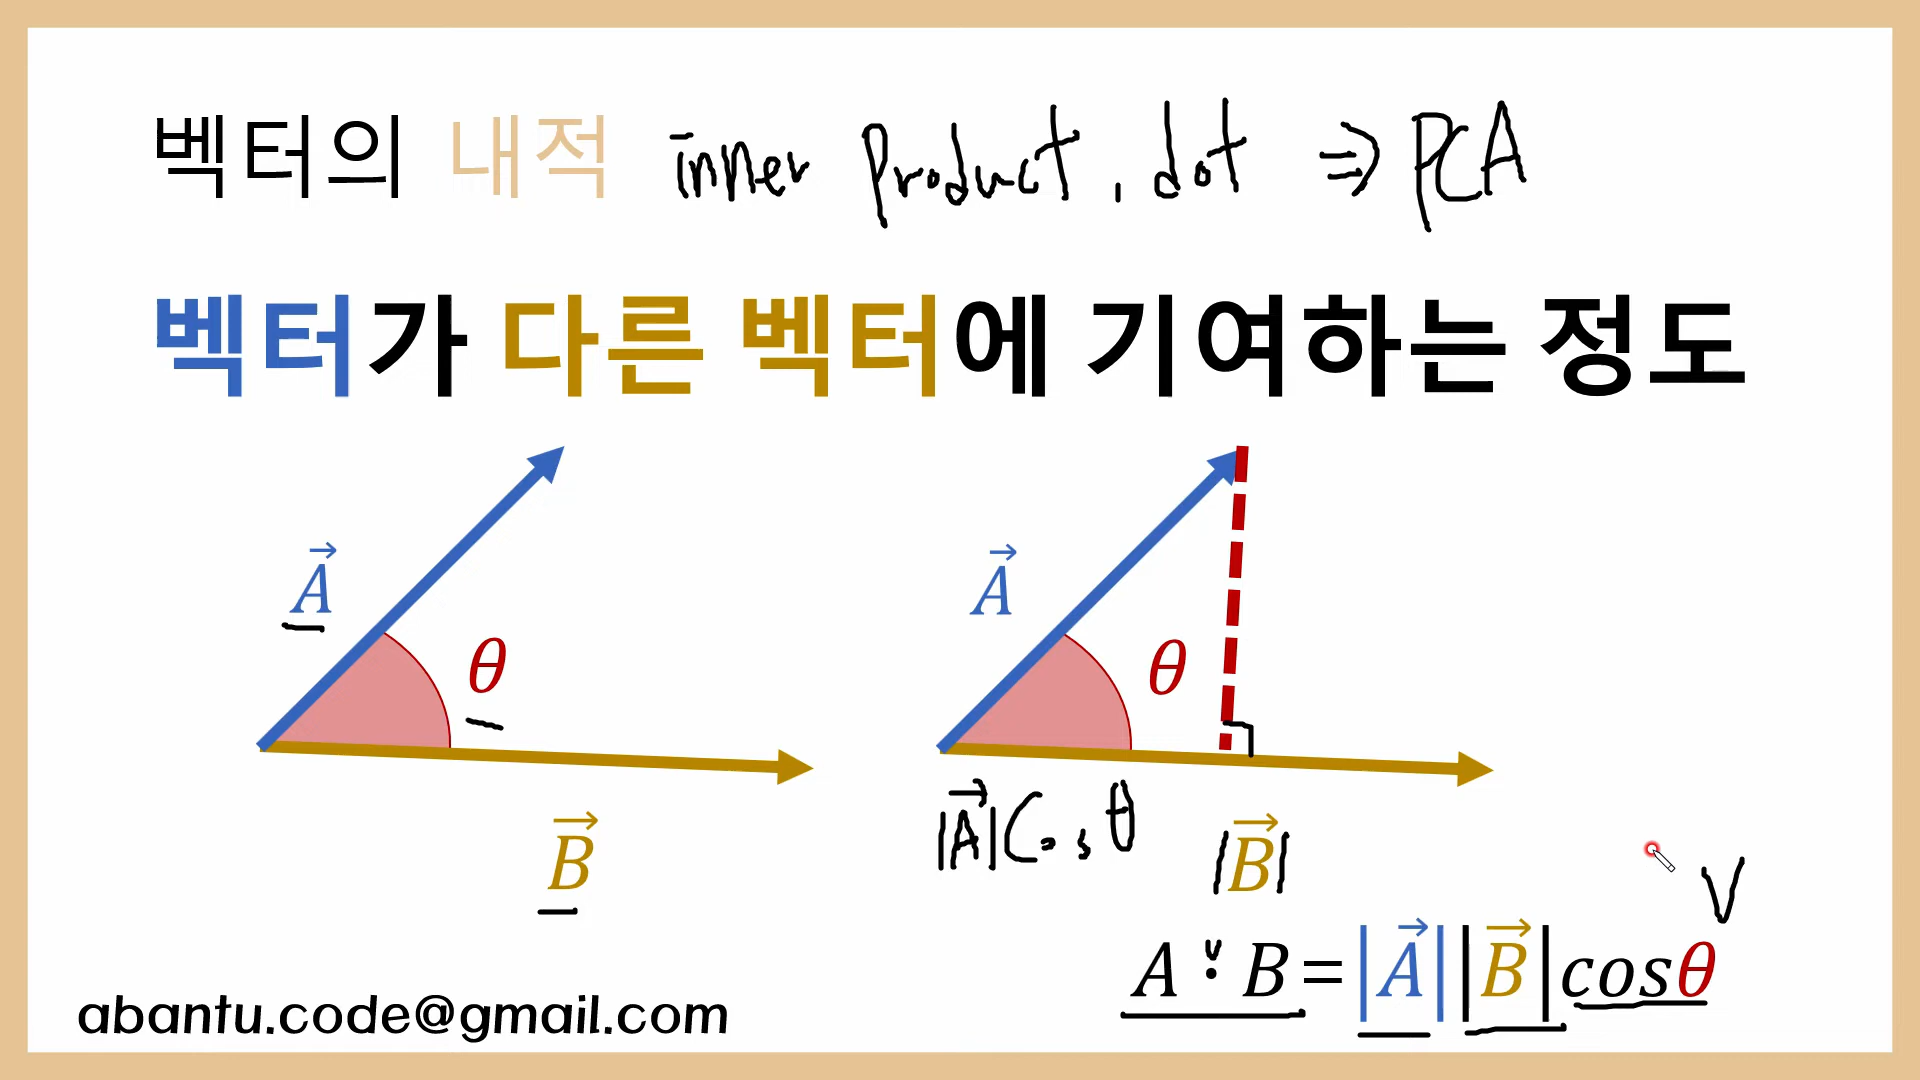 벡터의 내적 inner product, dot ⇒ PCA
벡터가 다른 벡터에 기여하는 정도
A⃗
θ
B⃗
A⃗
θ
|A⃗|cosθ
|B⃗|
A · B = |A⃗||B⃗|cosθ
abantu.code@gmail.com